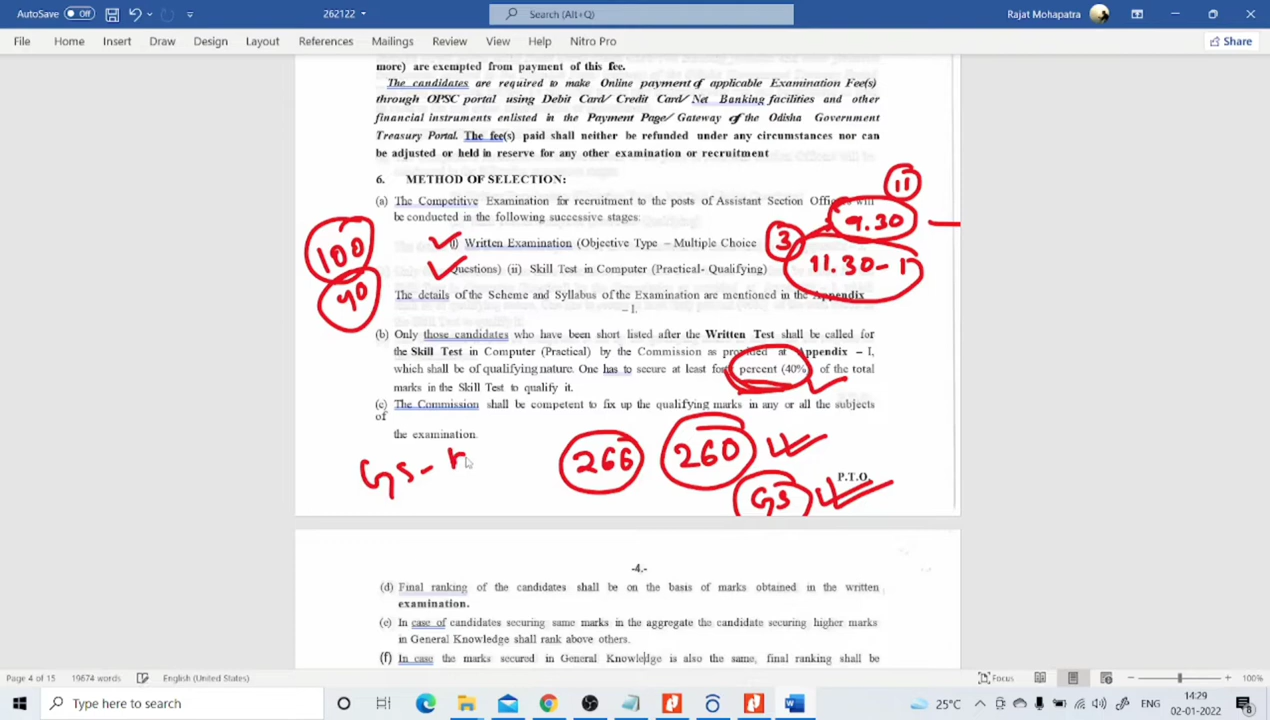 AutoSave Off 262122 Search (Alt+Q) Rajat Mohapatra
File Home Insert Draw Design Layout References Mailings Review View Help Nitro Pro Share
more) are exempted from payment of this fee.
The candidates are required to make Online payment of applicable Examination Fee(s)
through OPSC portal using Debit Card/ Credit Card/ Net Banking facilities and other
financial instruments enlisted in the Payment Page/ Gateway of the Odisha Government
Treasury Portal. The fee(s) paid shall neither be refunded under any circumstances nor can
be adjusted or held in reserve for any other examination or recruitment
6. METHOD OF SELECTION:
11
(a) The Competitive Examination for recruitment to the posts of Assistant Section will
9.30
be conducted in the following successive stages:
100
(i) Written Examination (Objective Type – Multiple Choice
3
11.30-1
Questions) (ii) Skill Test in Computer (Practical- Qualifying)
40
The details of the Scheme and Syllabus of the Examination are mentioned in the Appendix
– I.
(b) Only those candidates who have been short listed after the Written Test shall be called for
the Skill Test in Computer (Practical) by the Commission as provided at Appendix – I,
which shall be of qualifying nature. One has to secure at least percent (40% of the total
marks in the Skill Test to qualify it.
(c) The Commission shall be competent to fix up the qualifying marks in any or all the subjects
of
the examination.
266 260
GS-
P.T.O.
GS
-4.-
(d) Final ranking of the candidates shall be on the basis of marks obtained in the written
examination.
(e) In case of candidates securing same marks in the aggregate the candidate securing higher marks
in General Knowledge shall rank above others.
(f) In case the marks secured in General Knowledge is also the same, final ranking shall be
Page 4 of 15 19674 words English (United States) Focus 100%
Type here to search 25°C ENG 14:29
02-01-2022 8